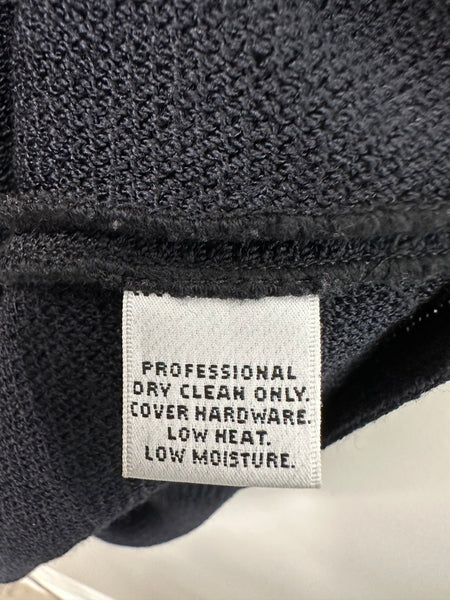 PROFESSIONAL
DRY CLEAN ONLY.
COVER HARDWARE.
LOW HEAT.
LOW MOISTURE.